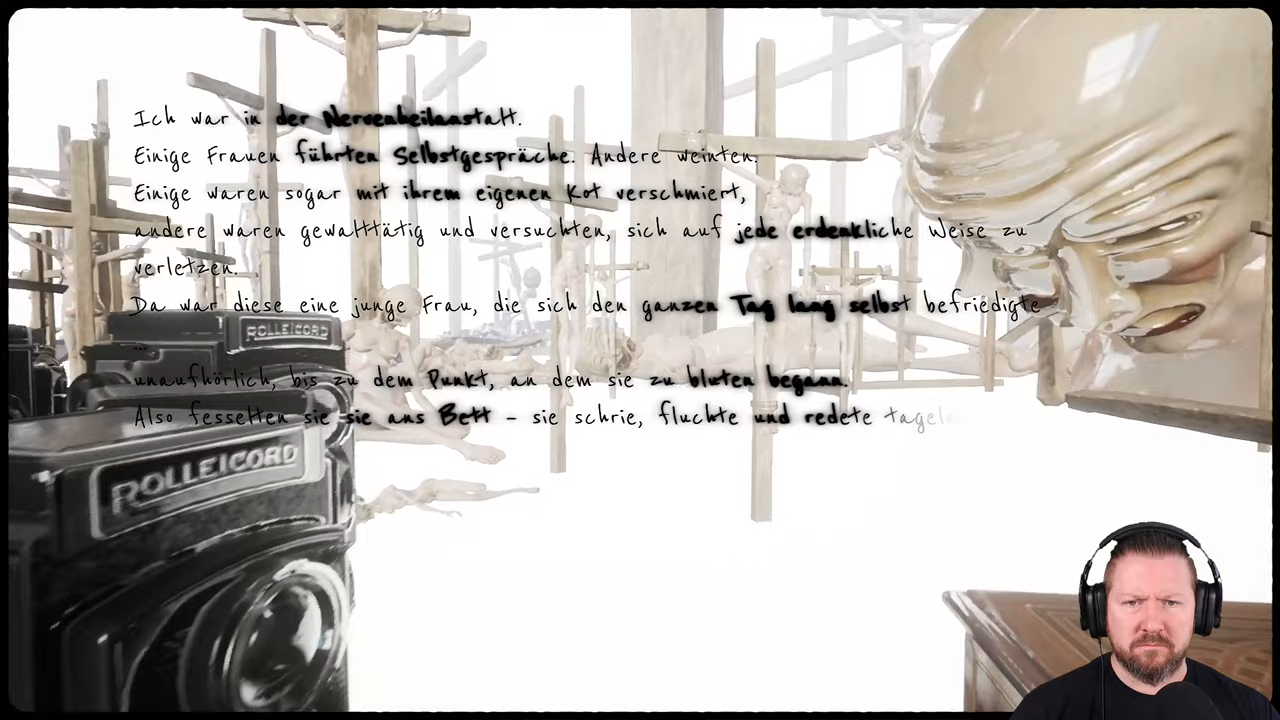 Ich war in der Nervenheilanstalt.
Einige Frauen führten Selbstgespräche. Andere weinten.
Einige waren sogar mit ihrem eigenen Kot verschmiert,
andere waren gewalttätig und versuchten, sich auf jede erdenkliche Weise zu
verletzen.
Da war diese eine junge Frau, die sich den ganzen Tag lang selbst befriedigte
...
unaufhörlich, bis zu dem Punkt, an dem sie zu bluten begann.
Also fesselten sie sie ans Bett – sie schrie, fluchte und redete
ROLLEICORD
ROLLEICORD